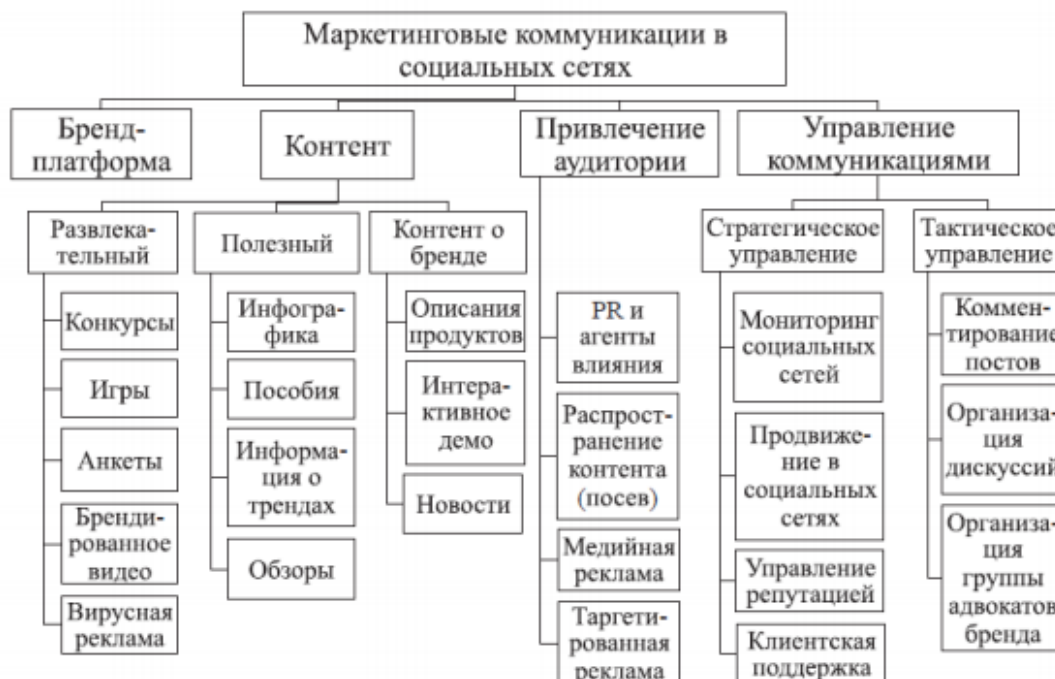 Маркетинговые коммуникации в
социальных сетях
Бренд-
платформа
Контент
Привлечение
аудитории
Управление
коммуникациями
Развлека-
тельный
Полезный
Контент о
бренде
Стратегическое
управление
Тактическое
управление
Конкурсы
Игры
Анкеты
Бренди-
рованное
видео
Вирусная
реклама
Инфогра-
фика
Пособия
Информа-
ция о
трендах
Обзоры
Описания
продуктов
Интера-
ктивное
демо
Новости
PR и
агенты
влияния
Распрост-
ранение
контента
(посев)
Медийная
реклама
Таргети-
рованная
реклама
Мониторинг
социальных
сетей
Продвиже-
ние в
социальных
сетях
Управление
репутацией
Клиентская
поддержка
Коммен-
тирование
постов
Организа-
ция
дискуссий
Организа-
ция
группы
адвокатов
бренда